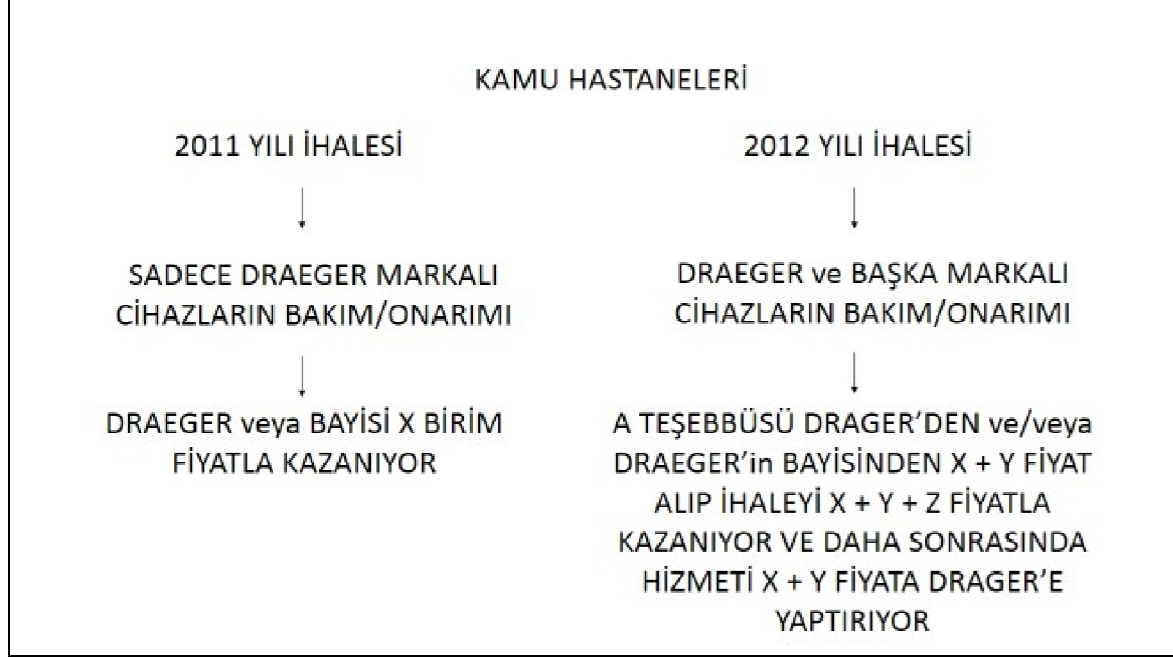 KAMU HASTANELERİ
2011 YILI İHALESİ
SADECE DRAEGER MARKALI
CİHAZLARIN BAKIM/ONARIMI
DRAEGER veya BAYİSİ X BİRİM
FİYATLA KAZANIYOR
2012 YILI İHALESİ
DRAEGER ve BAŞKA MARKALI
CİHAZLARIN BAKIM/ONARIMI
A TEŞEBBÜSÜ DRAGER’DEN ve/veya
DRAEGER’in BAYİSİNDEN X + Y FİYAT
ALIP İHALEYİ X + Y + Z FİYATLA
KAZANIYOR VE DAHA SONRASINDA
HİZMETİ X + Y FİYATA DRAGER’E
YAPTIRIYOR